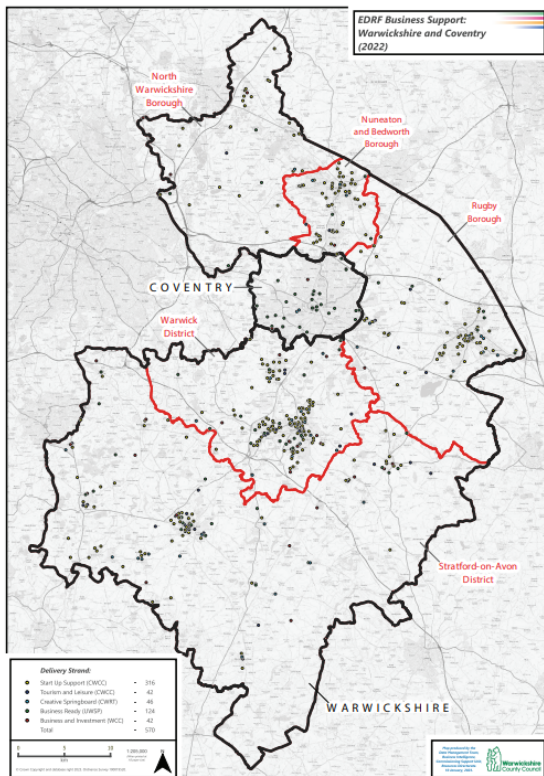 EDRF Business Support:
Warwickshire and Coventry
(2022)
North
Warwickshire
Borough
Nuneaton
and Bedworth
Borough
Rugby
Borough
COVENTRY
Warwick
District
Stratford-on-Avon
District
WARWICKSHIRE
Delivery Strand:
Start Up Support (CWCC) - 316
Tourism and Leisure (CWCC) - 42
Creative Springboard (CWRT) - 46
Business Ready (UWSP) - 124
Business and Investment (WCC) - 42
Total - 570
0 5 10
Warwickshire
County Council